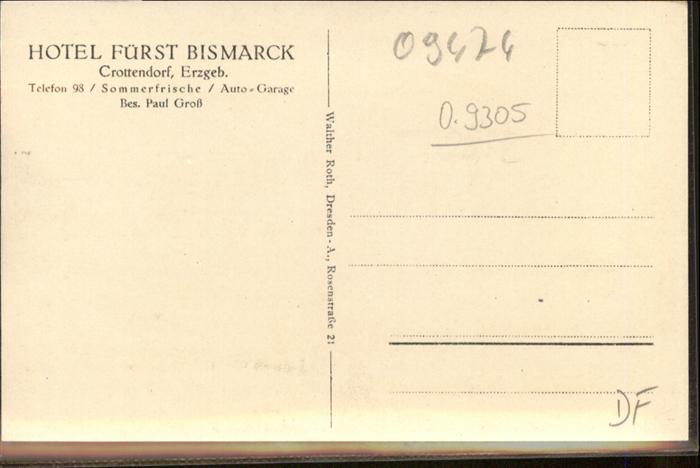 HOTEL FÜRST BISMARCK
Crottendorf, Erzgeb.
Telefon 98 / Sommerfrische / Auto-Garage
Bes. Paul Groß
Walther Roth, Dresden-A., Rosenstraße 21
09474
0.9305
DF